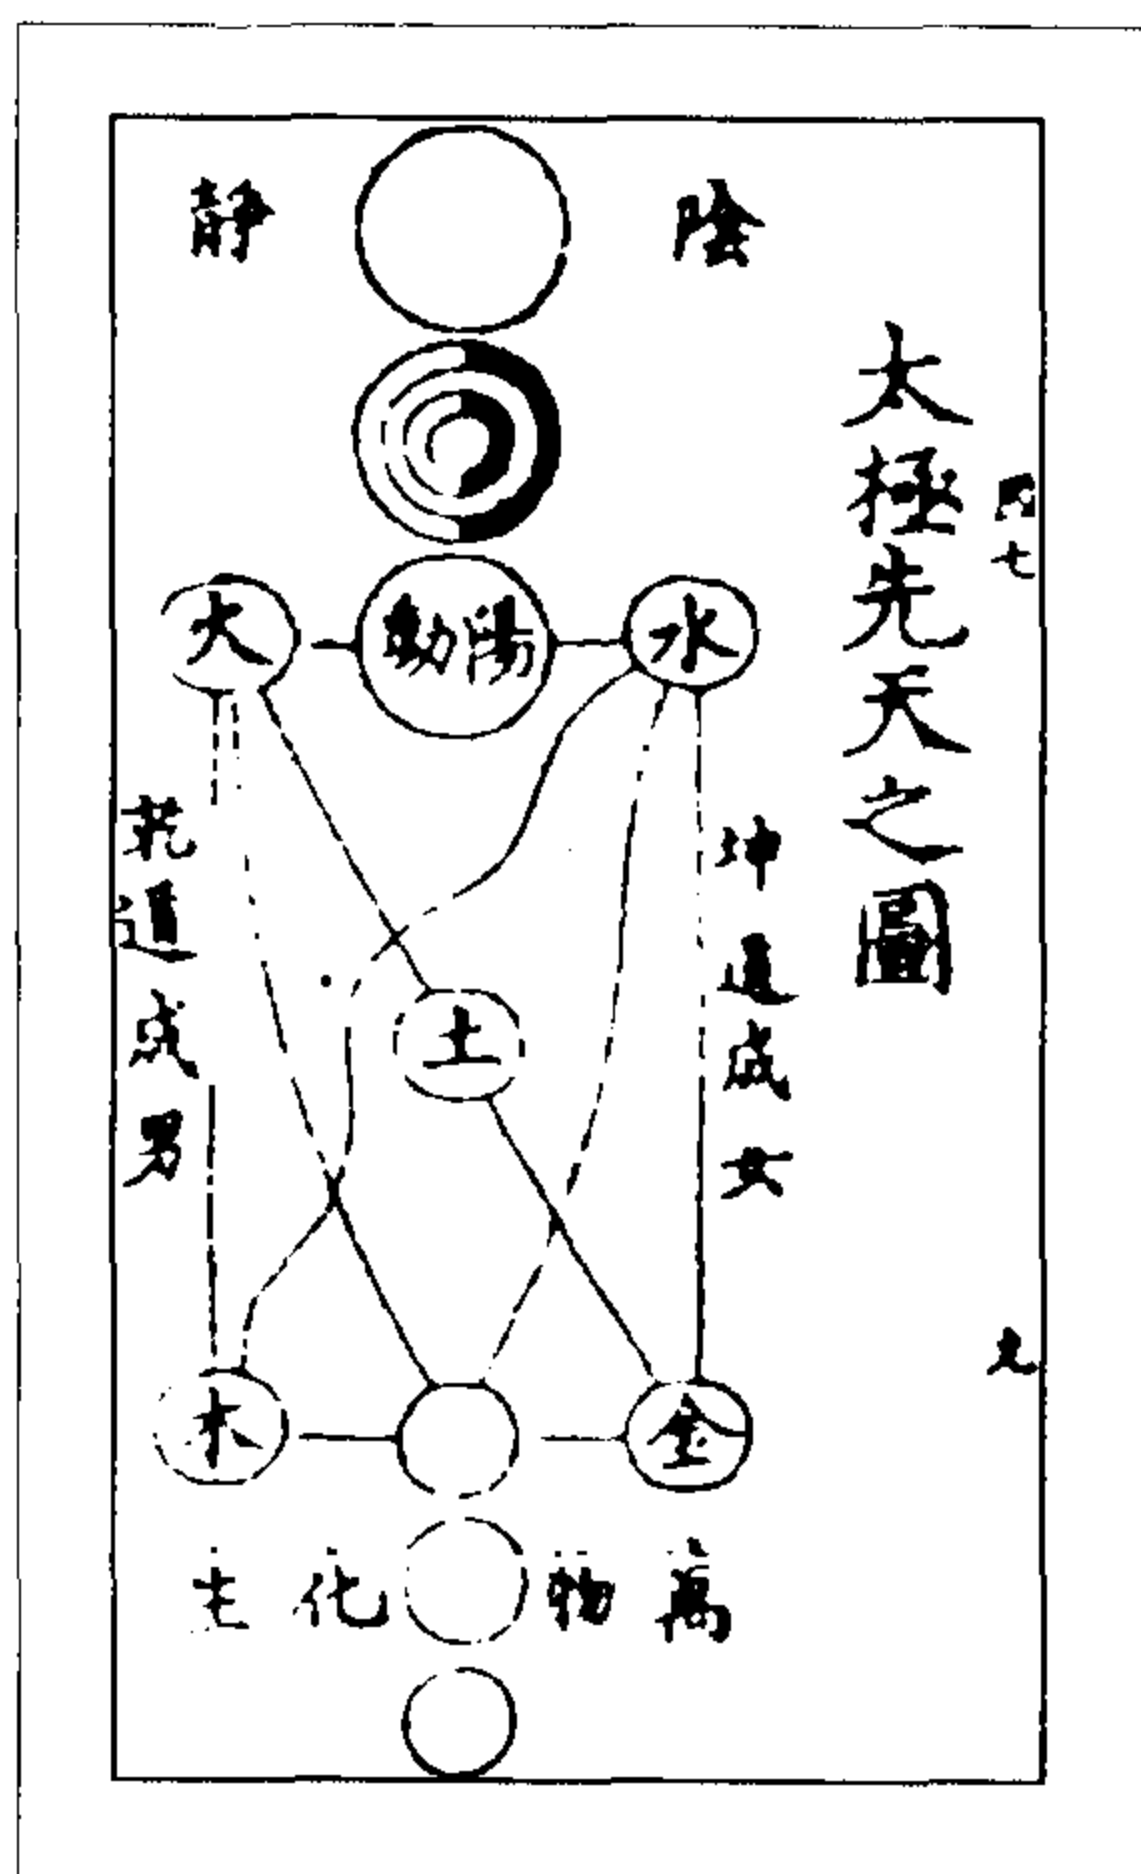 太極先天之圖
陰靜
陽動
水
火
土
金
木
坤道成女
乾道成男
萬物化生